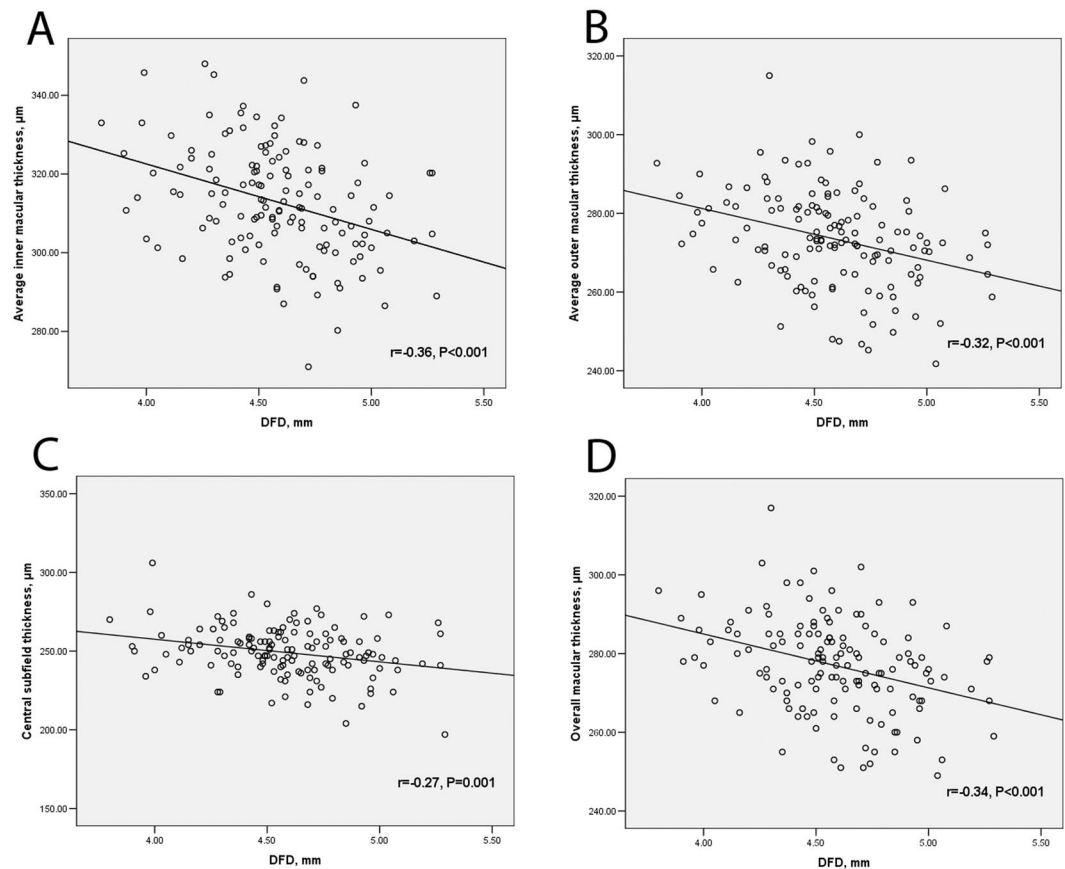 A
Average inner macular thickness, µm
340.00
320.00
300.00
280.00
4.00 4.50 5.00 5.50
DFD, mm
r=-0.36, P<0.001
B
Average outer macular thickness, µm
320.00
300.00
280.00
260.00
240.00
4.00 4.50 5.00 5.50
DFD, mm
r=-0.32, P<0.001
C
Central subfield thickness, µm
350.00
300.00
250.00
200.00
150.00
4.00 4.50 5.00 5.50
DFD, mm
r=-0.27, P=0.001
D
Overall macular thickness, µm
320.00
300.00
280.00
260.00
240.00
4.00 4.50 5.00 5.50
DFD, mm
r=-0.34, P<0.001